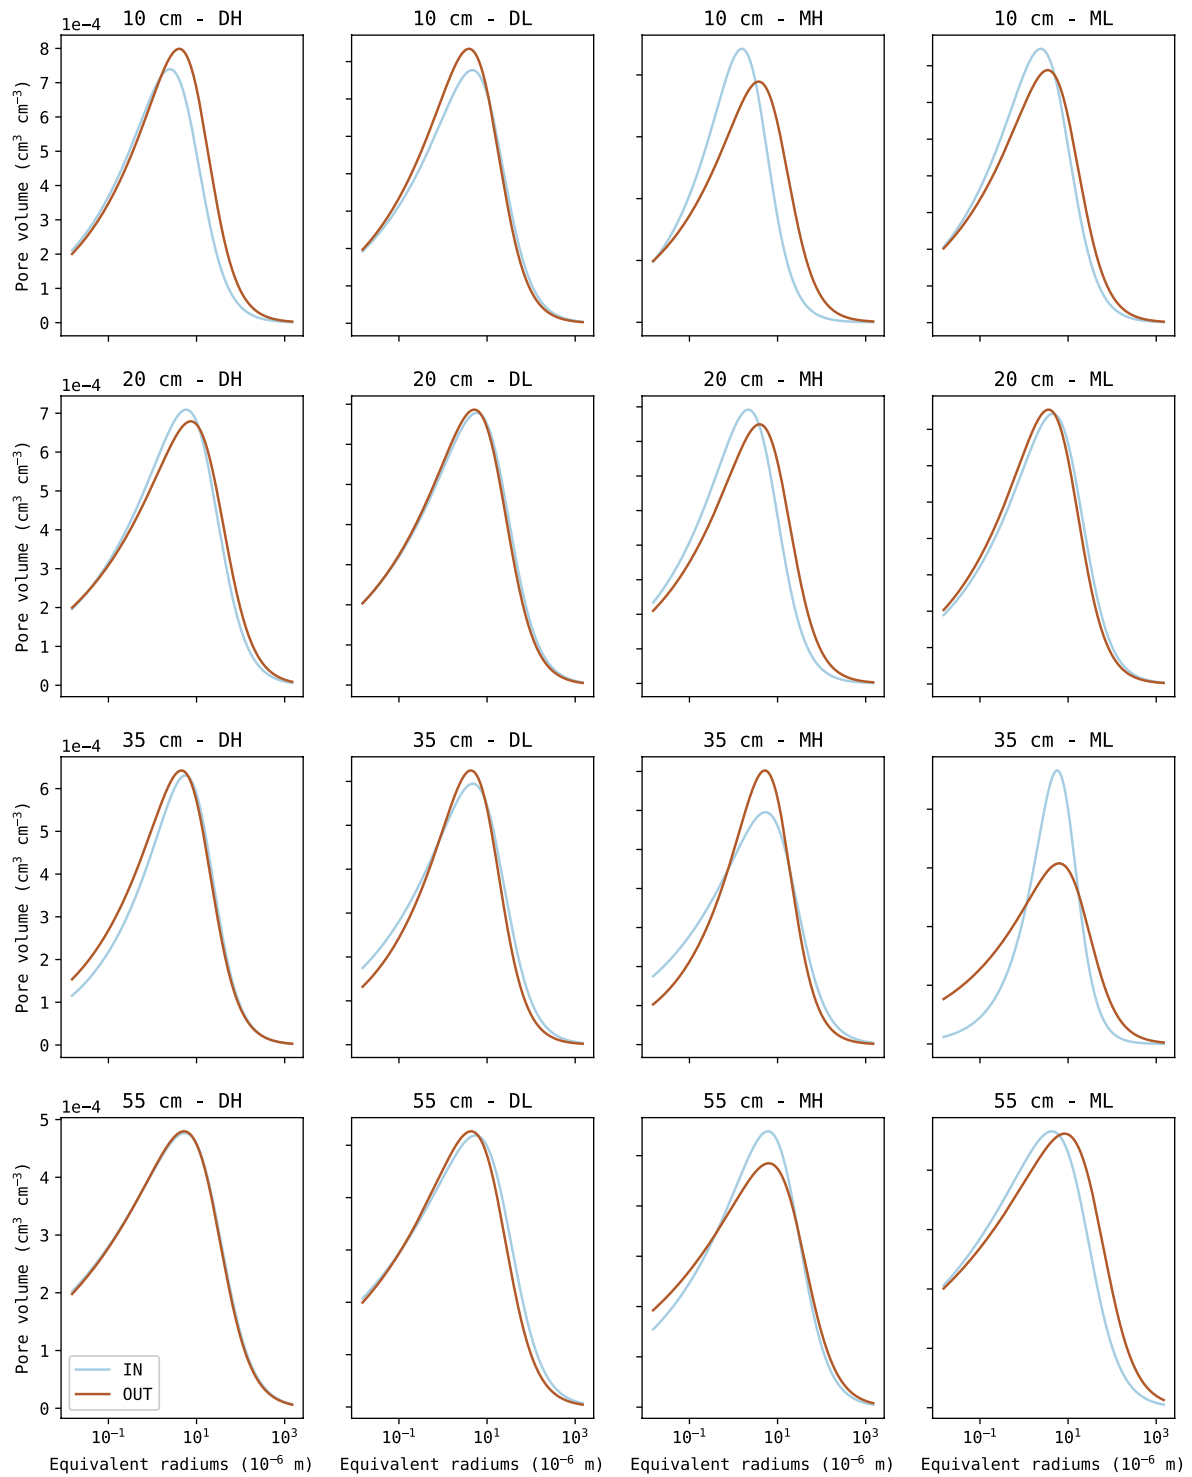 10 cm - DH
10 cm - DL
10 cm - MH
10 cm - ML
1e−4
8
7
6
5
4
3
2
1
0
Pore volume (cm³ cm⁻³)
20 cm - DH
20 cm - DL
20 cm - MH
20 cm - ML
1e−4
7
6
5
4
3
2
1
0
Pore volume (cm³ cm⁻³)
35 cm - DH
35 cm - DL
35 cm - MH
35 cm - ML
1e−4
6
5
4
3
2
1
0
Pore volume (cm³ cm⁻³)
55 cm - DH
55 cm - DL
55 cm - MH
55 cm - ML
1e−4
5
4
3
2
1
0
Pore volume (cm³ cm⁻³)
IN
OUT
10⁻¹ 10¹ 10³
10⁻¹ 10¹ 10³
10⁻¹ 10¹ 10³
10⁻¹ 10¹ 10³
Equivalent radiums (10⁻⁶ m)
Equivalent radiums (10⁻⁶ m)
Equivalent radiums (10⁻⁶ m)
Equivalent radiums (10⁻⁶ m)